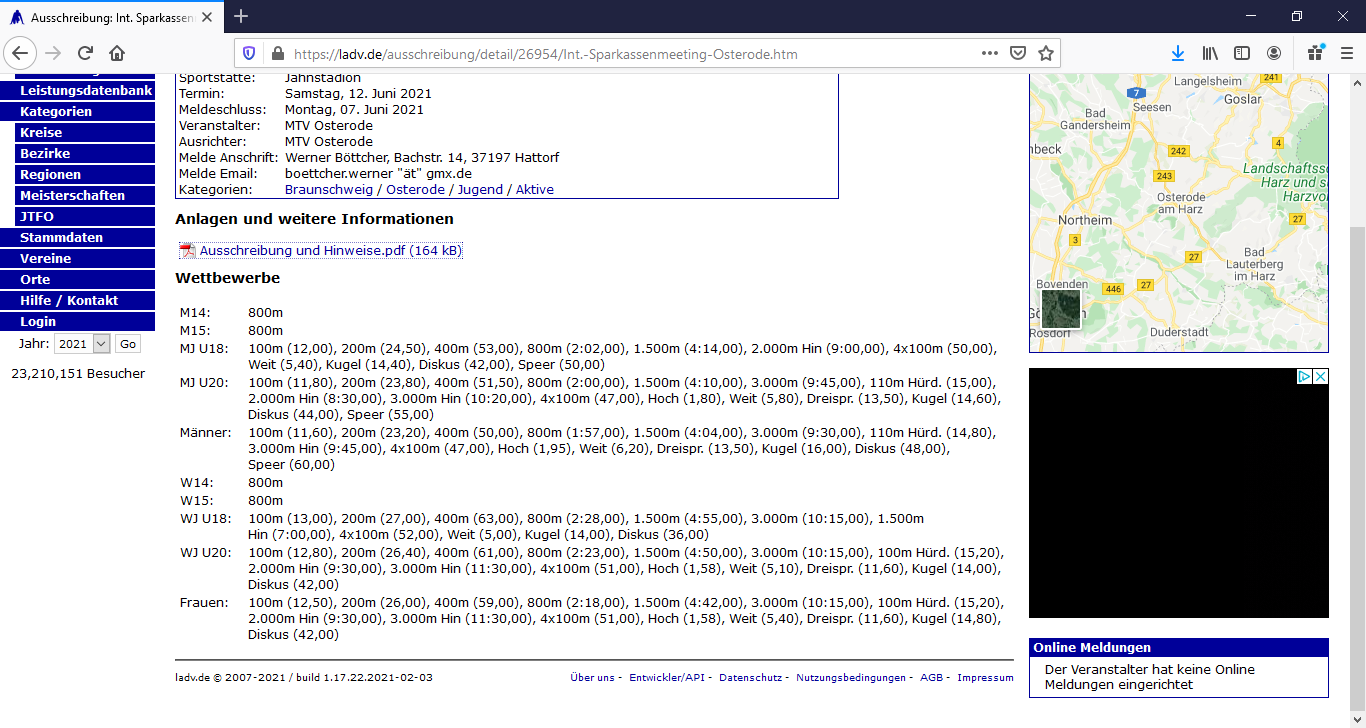 Ausschreibung: Int. Sparkassen
https://ladv.de/ausschreibung/detail/26954/Int.-Sparkassenmeeting-Osterode.htm
Leistungsdatenbank
Kategorien
Kreise
Bezirke
Regionen
Meisterschaften
JTFO
Stammdaten
Vereine
Orte
Hilfe / Kontakt
Login
Jahr: 2021 Go
23,210,151 Besucher
Sportstätte: Jahnstadion
Termin: Samstag, 12. Juni 2021
Meldeschluss: Montag, 07. Juni 2021
Veranstalter: MTV Osterode
Ausrichter: MTV Osterode
Melde Anschrift: Werner Böttcher, Bachstr. 14, 37197 Hattorf
Melde Email: boettcher.werner "ät" gmx.de
Kategorien: Braunschweig / Osterode / Jugend / Aktive
Anlagen und weitere Informationen
Ausschreibung und Hinweise.pdf (164 kB)
Wettbewerbe
M14: 800m
M15: 800m
MJ U18: 100m (12,00), 200m (24,50), 400m (53,00), 800m (2:02,00), 1.500m (4:14,00), 2.000m Hin (9:00,00), 4x100m (50,00),
Weit (5,40), Kugel (14,40), Diskus (42,00), Speer (50,00)
MJ U20: 100m (11,80), 200m (23,80), 400m (51,50), 800m (2:00,00), 1.500m (4:10,00), 3.000m (9:45,00), 110m Hürd. (15,00),
2.000m Hin (8:30,00), 3.000m Hin (10:20,00), 4x100m (47,00), Hoch (1,80), Weit (5,80), Dreispr. (13,50), Kugel (14,60),
Diskus (44,00), Speer (55,00)
Männer: 100m (11,60), 200m (23,20), 400m (50,00), 800m (1:57,00), 1.500m (4:04,00), 3.000m (9:30,00), 110m Hürd. (14,80),
3.000m Hin (9:45,00), 4x100m (47,00), Hoch (1,95), Weit (6,20), Dreispr. (13,50), Kugel (16,00), Diskus (48,00),
Speer (60,00)
W14: 800m
W15: 800m
WJ U18: 100m (13,00), 200m (27,00), 400m (63,00), 800m (2:28,00), 1.500m (4:55,00), 3.000m (10:15,00), 1.500m
Hin (7:00,00), 4x100m (52,00), Weit (5,00), Kugel (14,00), Diskus (36,00)
WJ U20: 100m (12,80), 200m (26,40), 400m (61,00), 800m (2:23,00), 1.500m (4:50,00), 3.000m (10:15,00), 100m Hürd. (15,20),
2.000m Hin (9:30,00), 3.000m Hin (11:30,00), 4x100m (51,00), Hoch (1,58), Weit (5,10), Dreispr. (11,60), Kugel (14,00),
Diskus (42,00)
Frauen: 100m (12,50), 200m (26,00), 400m (59,00), 800m (2:18,00), 1.500m (4:42,00), 3.000m (10:15,00), 100m Hürd. (15,20),
2.000m Hin (9:30,00), 3.000m Hin (11:30,00), 4x100m (51,00), Hoch (1,58), Weit (5,40), Dreispr. (11,60), Kugel (14,80),
Diskus (42,00)
ladv.de © 2007-2021 / build 1.17.22.2021-02-03
Über uns - Entwickler/API - Datenschutz - Nutzungsbedingungen - AGB - Impressum
Langelsheim
241
7
Seesen
Goslar
Bad
Gandersheim
4
nbeck
242
Landschaftss
Harz und s
Harzvo
243
Osterode
am Harz
27
Northeim
3
27
Bad
Lauterberg
im Harz
Bovenden
446
27
Rosdorf
Duderstadt
Online Meldungen
Der Veranstalter hat keine Online
Meldungen eingerichtet